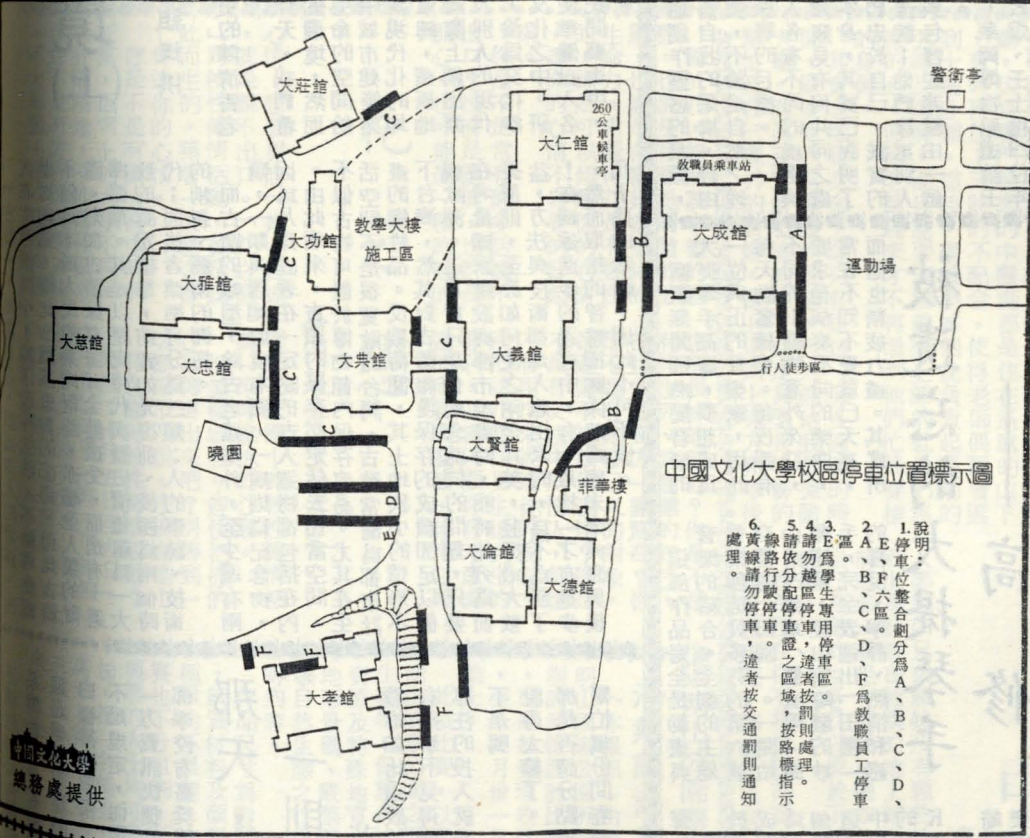 警衛亭
大莊館
C
大仁館
260公車候車亭
教職員乘車站
B
大成館
A
運動場
大功館
教學大樓
施工區
C
大雅館
大慈館
大忠館
C
大典館
C
大義館
行人徒步區
C
曉園
大賢館
B
菲華樓
D
E
大倫館
大德館
F
F
大孝館
F
中國文化大學校區停車位置標示圖
說明：
1.停車位整合劃分爲A、B、C、D、
E、F六區。
2.A、B、C、D、F爲教職員工停車
區。
3.E爲學生專用停車區。
4.請勿越區停車，違者按罰則處理。
5.請依分配停車證之區域，按路標指示
線路行駛停車。
6.黃線請勿停車，違者按交通罰則通知
處理。
中國文化大學
總務處提供